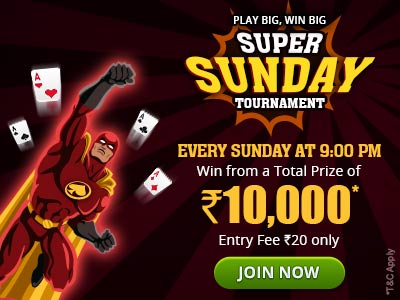 PLAY BIG, WIN BIG
SUPER
SUNDAY
TOURNAMENT
EVERY SUNDAY AT 9:00 PM
Win from a Total Prize of
₹10,000*
Entry Fee ₹20 only
JOIN NOW
*T&C Apply
A
A
A
A